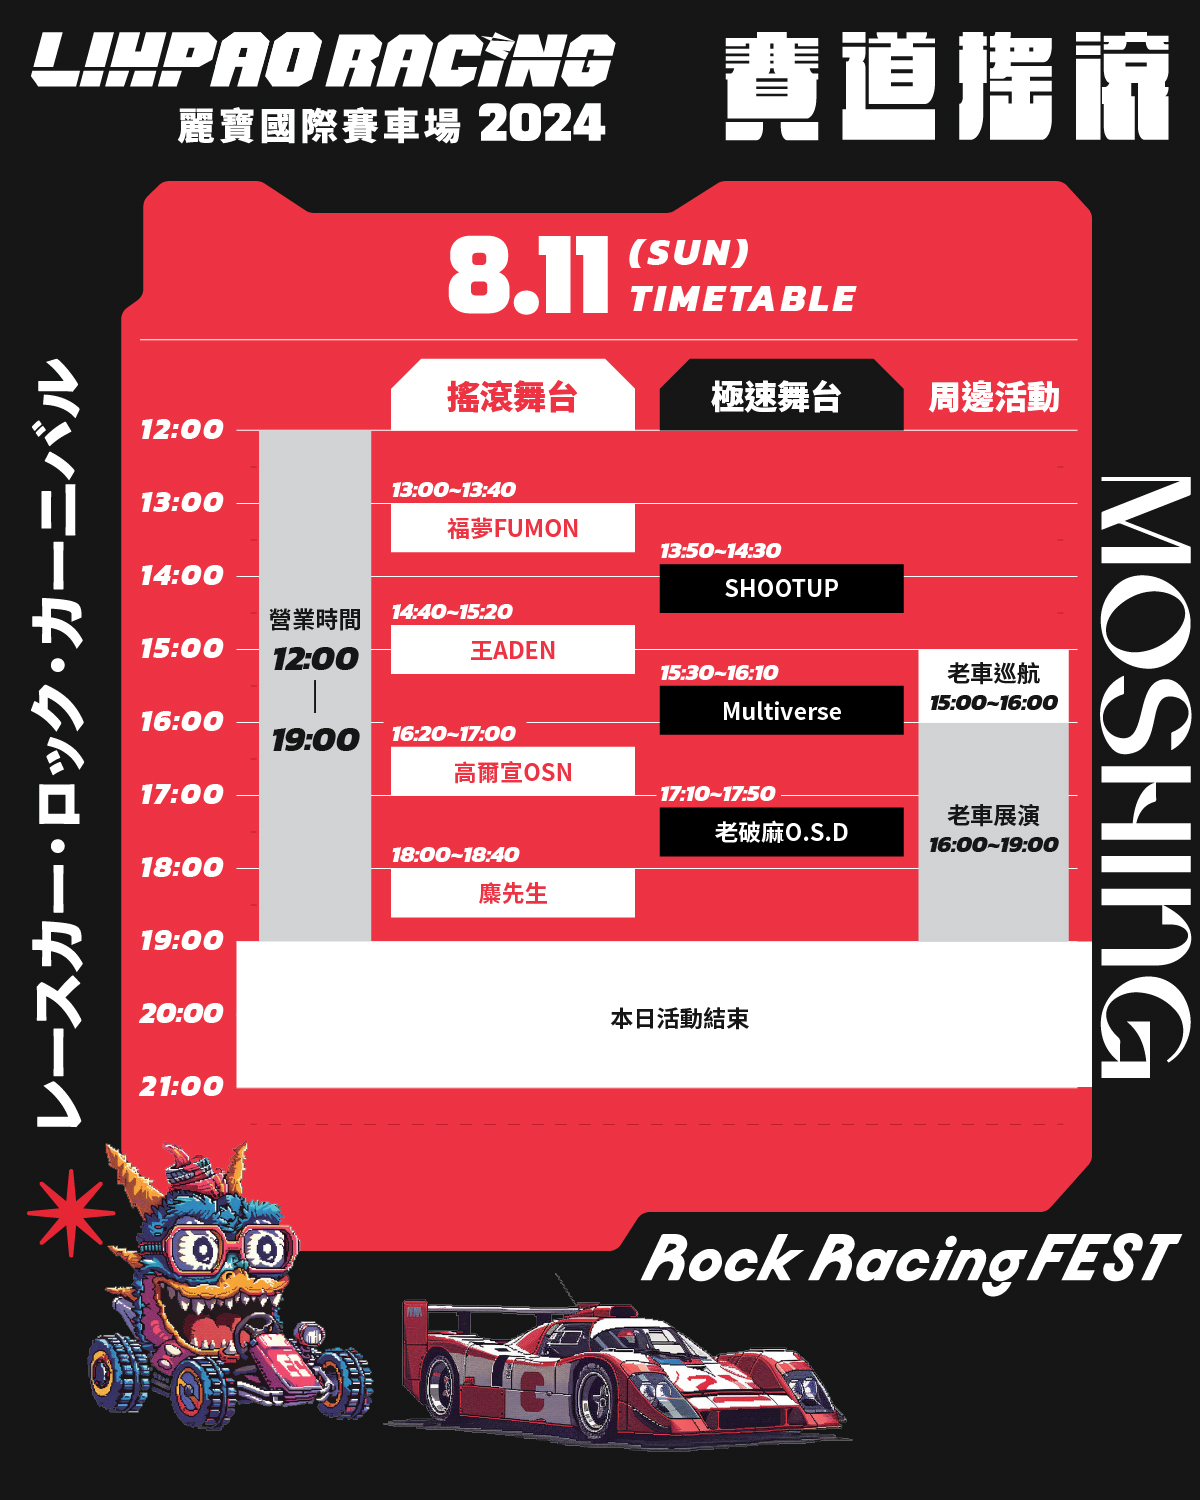 LIHPAO RACING
麗寶國際賽車場 2024
賽道搖滾
8.11 (SUN)
TIMETABLE
搖滾舞台
極速舞台
周邊活動
12:00
13:00
14:00
15:00
16:00
17:00
18:00
19:00
20:00
21:00
營業時間
12:00
19:00
13:00~13:40
福夢FUMON
14:40~15:20
王ADEN
16:20~17:00
高爾宣OSN
18:00~18:40
麋先生
13:50~14:30
SHOOTUP
15:30~16:10
Multiverse
17:10~17:50
老破麻O.S.D
老車巡航
15:00~16:00
老車展演
16:00~19:00
本日活動結束
レースカー・ロック・カーニバル
MOSHING
Rock Racing FEST